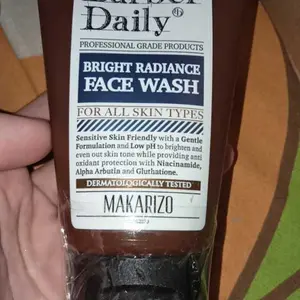 Barber
Daily®
PROFESSIONAL GRADE PRODUCTS
BRIGHT RADIANCE
FACE WASH
FOR ALL SKIN TYPES
Sensitive Skin Friendly with a Gentle
Formulation and Low pH to brighten and
even out skin tone while providing anti
oxidant protection with Niacinamide,
Alpha Arbutin and Glutathione.
DERMATOLOGICALLY TESTED
MAKARIZO